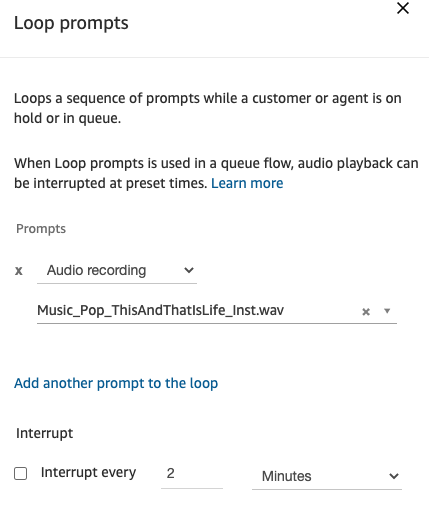 Loop prompts
Loops a sequence of prompts while a customer or agent is on
hold or in queue.
When Loop prompts is used in a queue flow, audio playback can
be interrupted at preset times. Learn more
Prompts
x Audio recording
Music_Pop_ThisAndThatIsLife_Inst.wav
Add another prompt to the loop
Interrupt
Interrupt every 2 Minutes